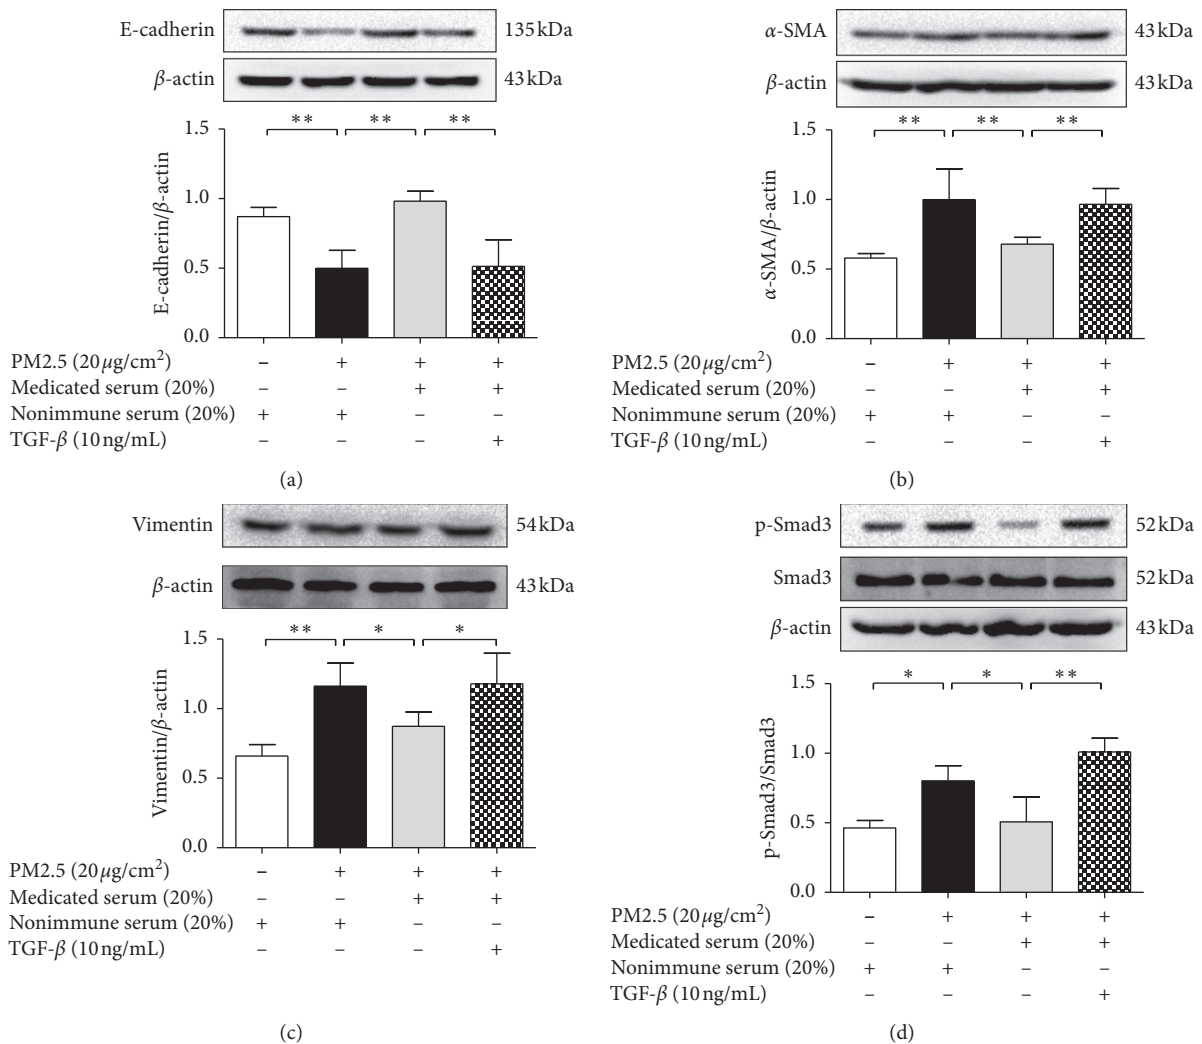 E-cadherin 135 kDa
β-actin 43 kDa
** ** **
1.5
1.0
0.5
0.0
E-cadherin/β-actin
PM2.5 (20 μg/cm²) – + + +
Medicated serum (20%) – – + +
Nonimmune serum (20%) + + – –
TGF-β (10 ng/mL) – – – +
(a)
α-SMA 43 kDa
β-actin 43 kDa
** ** **
1.5
1.0
0.5
0.0
α-SMA/β-actin
PM2.5 (20 μg/cm²) – + + +
Medicated serum (20%) – – + +
Nonimmune serum (20%) + + – –
TGF-β (10 ng/mL) – – – +
(b)
Vimentin 54 kDa
β-actin 43 kDa
** * *
1.5
1.0
0.5
0.0
Vimentin/β-actin
PM2.5 (20 μg/cm²) – + + +
Medicated serum (20%) – – + +
Nonimmune serum (20%) + + – –
TGF-β (10 ng/mL) – – – +
(c)
p-Smad3 52 kDa
Smad3 52 kDa
β-actin 43 kDa
* * **
1.5
1.0
0.5
0.0
p-Smad3/Smad3
PM2.5 (20 μg/cm²) – + + +
Medicated serum (20%) – – + +
Nonimmune serum (20%) + + – –
TGF-β (10 ng/mL) – – – +
(d)